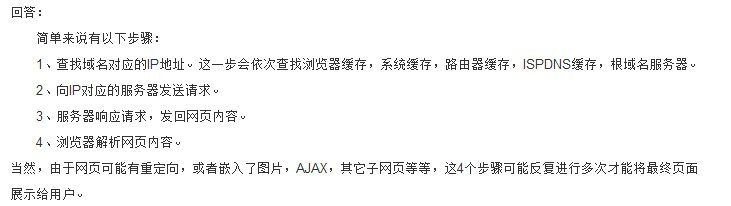 回答：
简单来说有以下步骤：
1、查找域名对应的IP地址。这一步会依次查找浏览器缓存，系统缓存，路由器缓存，ISPDNS缓存，根域名服务器。
2、向IP对应的服务器发送请求。
3、服务器响应请求，发回网页内容。
4、浏览器解析网页内容。
当然，由于网页可能有重定向，或者嵌入了图片，AJAX，其它子网页等等，这4个步骤可能反复进行多次才能将最终页面
展示给用户。